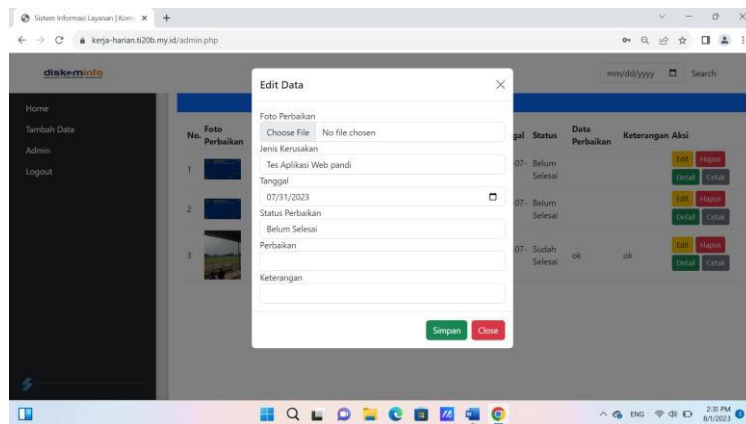 Sistem Informasi Layanan | Komi
kerja-harian.ti20b.my.id/admin.php
diskominfo
mm/dd/yyyy
Search
Home
Tambah Data
Admin
Logout
Edit Data
Foto Perbaikan
Choose File No file chosen
Jenis Kerusakan
Tes Aplikasi Web pandi
Tanggal
07/31/2023
Status Perbaikan
Belum Selesai
Perbaikan
Keterangan
Simpan Close
No. Foto Perbaikan
gal Status Data Perbaikan Keterangan Aksi
1 07- Belum Selesai Edit Hapus Detail Cetak
2 07- Belum Selesai Edit Hapus Detail Cetak
3 07- Sudah Selesai ok ok Edit Hapus Detail Cetak
ENG 2:31 PM
8/1/2023